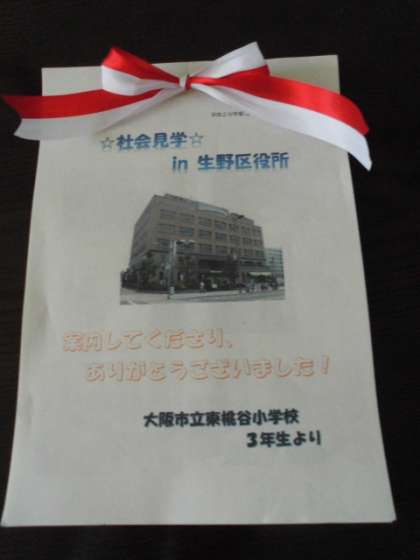 ☆社会見学☆
in 生野区役所
案内してくださり、
ありがとうございました！
大阪市立東桃谷小学校
3年生より